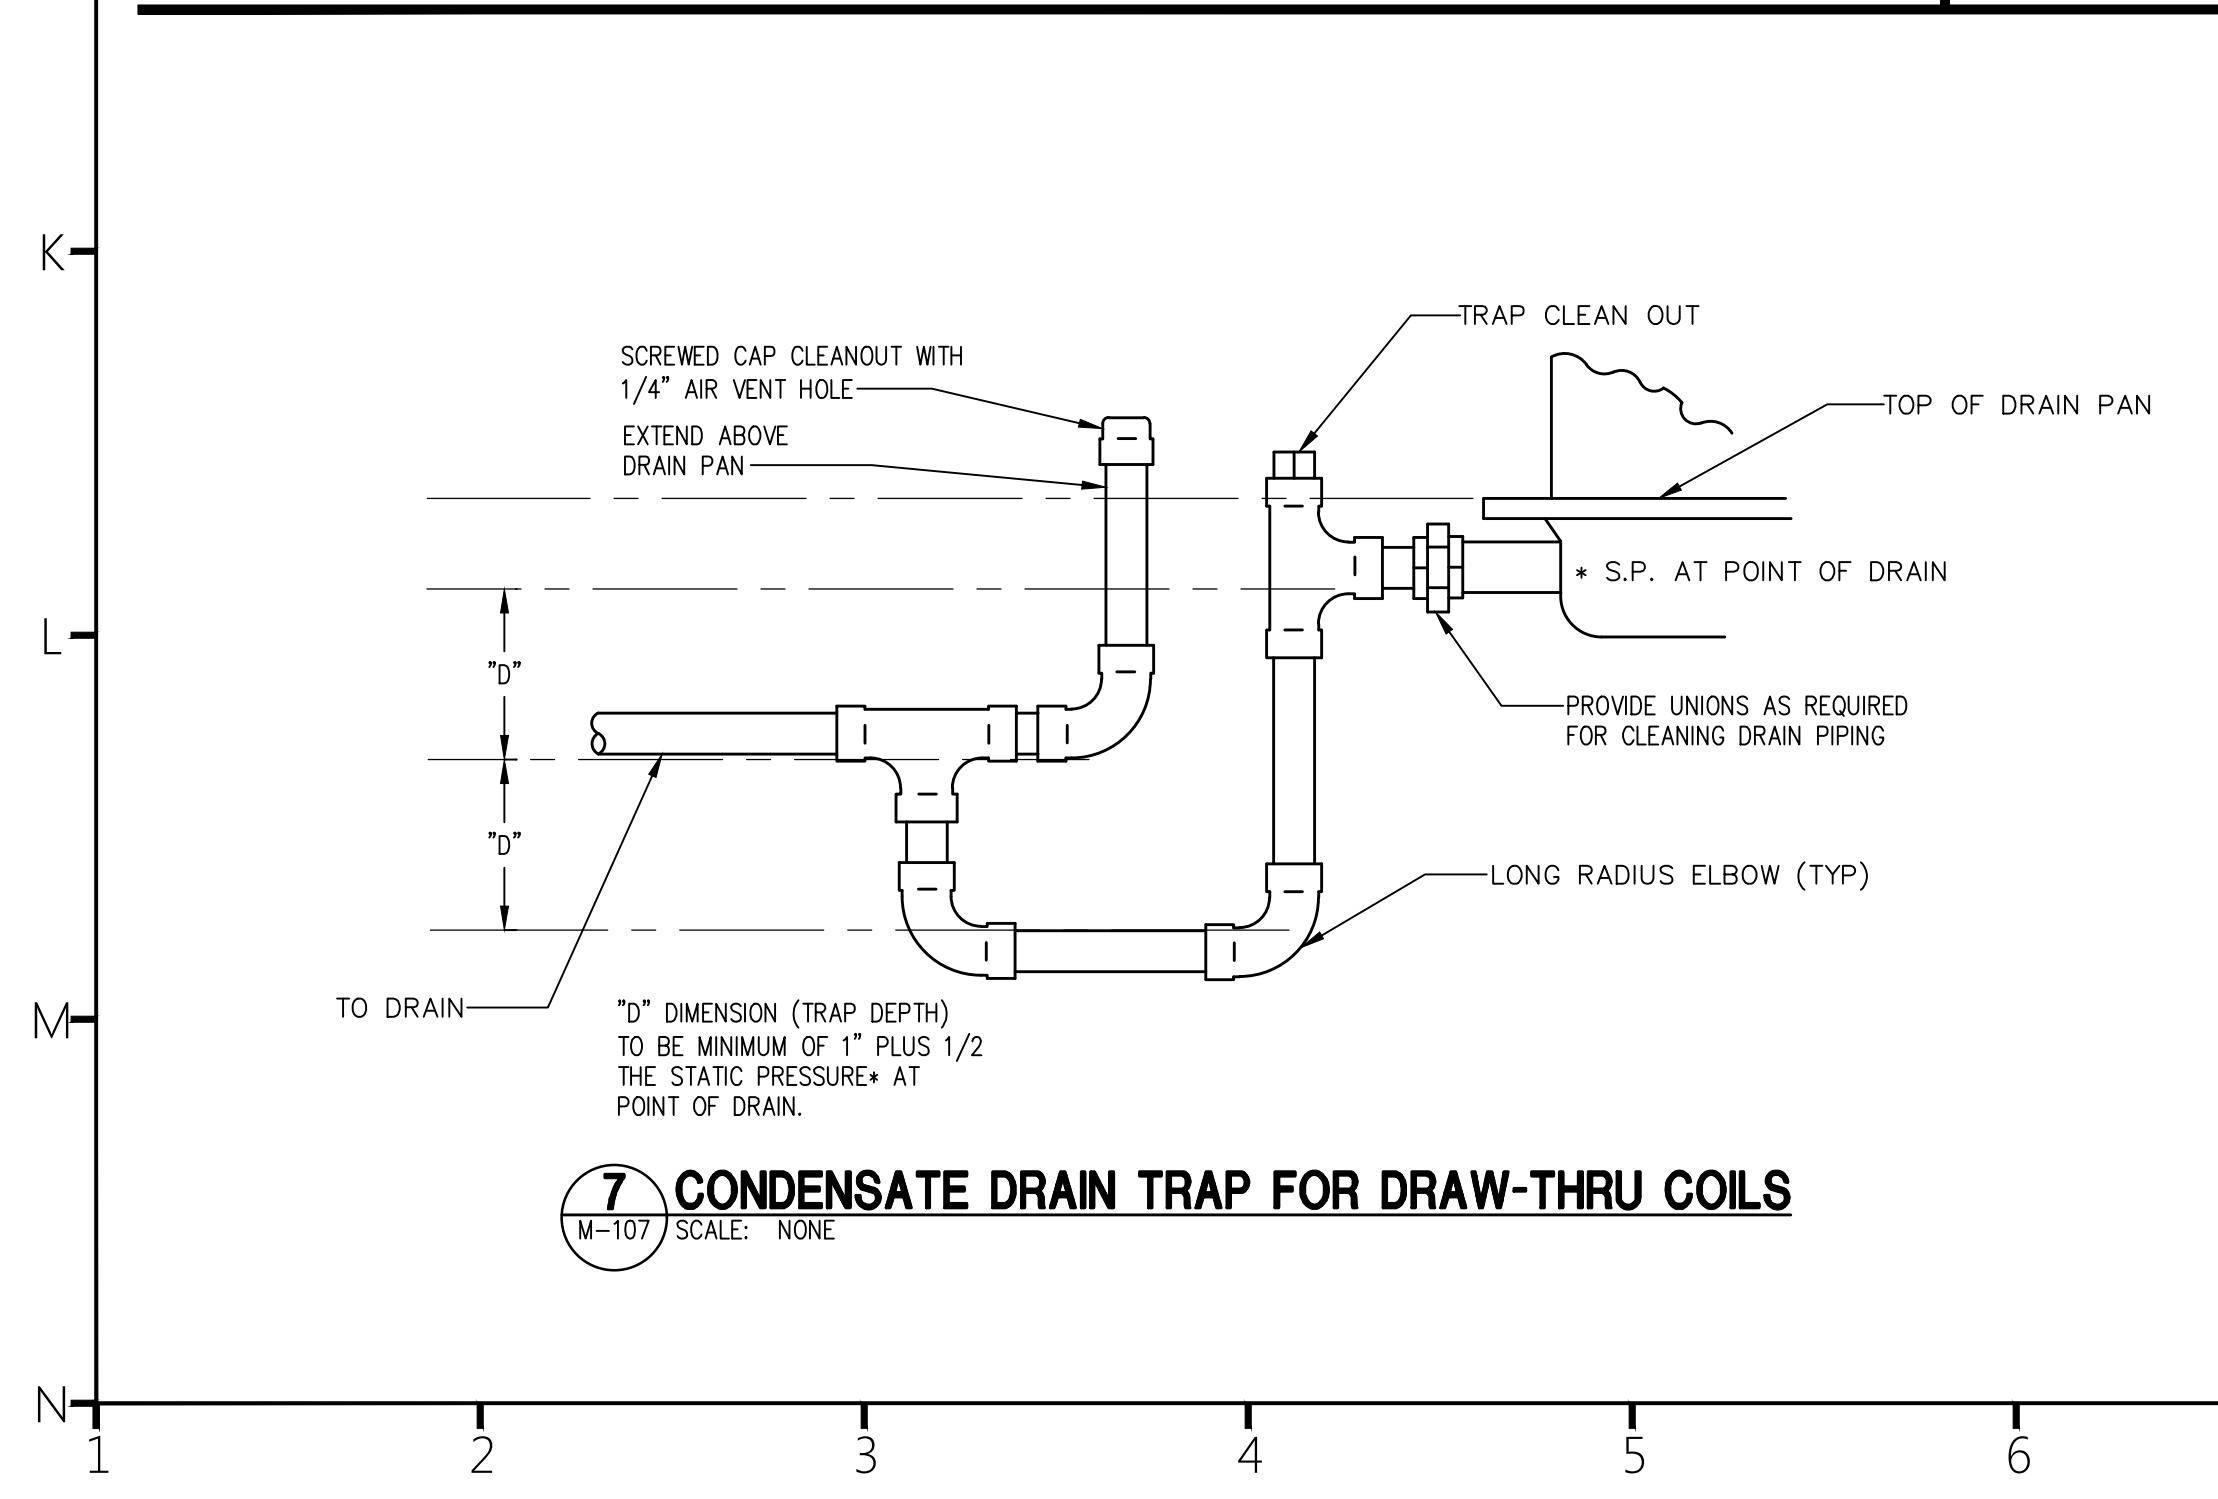 K
L
M
N
1
2
3
4
5
6
TRAP CLEAN OUT
SCREWED CAP CLEANOUT WITH
1/4" AIR VENT HOLE
EXTEND ABOVE
DRAIN PAN
TOP OF DRAIN PAN
* S.P. AT POINT OF DRAIN
"D"
PROVIDE UNIONS AS REQUIRED
FOR CLEANING DRAIN PIPING
"D"
LONG RADIUS ELBOW (TYP)
TO DRAIN
"D" DIMENSION (TRAP DEPTH)
TO BE MINIMUM OF 1" PLUS 1/2
THE STATIC PRESSURE* AT
POINT OF DRAIN.
7 CONDENSATE DRAIN TRAP FOR DRAW-THRU COILS
M-107 SCALE: NONE